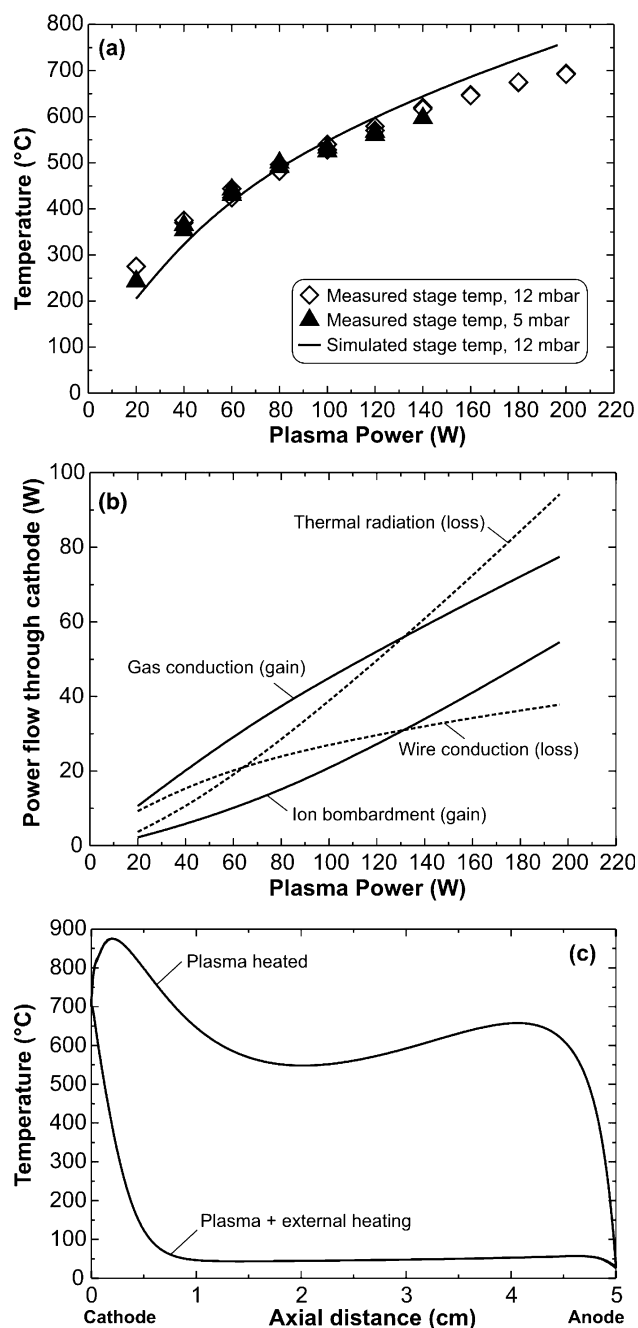 800
(a)
700
600
500
400
300
200
100
0
Temperature (°C)
Measured stage temp, 12 mbar
Measured stage temp, 5 mbar
Simulated stage temp, 12 mbar
0 20 40 60 80 100 120 140 160 180 200 220
Plasma Power (W)
100
(b)
80
60
40
20
0
Power flow through cathode (W)
Thermal radiation (loss)
Gas conduction (gain)
Wire conduction (loss)
Ion bombardment (gain)
0 20 40 60 80 100 120 140 160 180 200 220
Plasma Power (W)
900
(c)
800
700
600
500
400
300
200
100
0
Temperature (°C)
Plasma heated
Plasma + external heating
0 1 2 3 4 5
Cathode
Axial distance (cm)
Anode